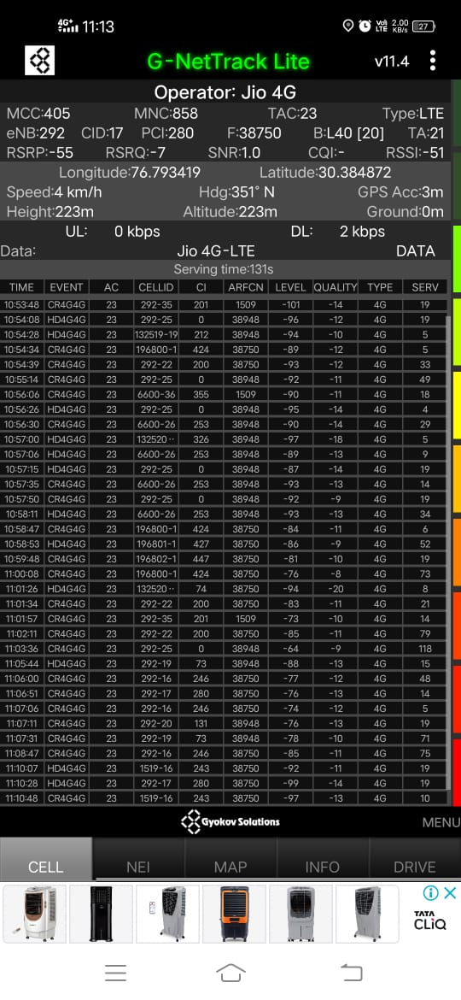 4G+ 11:13 Vo) LTE 2.00 KB/s 27
G-NetTrack Lite v11.4
Operator: Jio 4G
MCC:405 MNC:858 TAC:23 Type:LTE
eNB:292 CID:17 PCI:280 F:38750 B:L40 [20] TA:21
RSRP:-55 RSRQ:-7 SNR:1.0 CQI:- RSSI:-51
Longitude:76.793419 Latitude:30.384872
Speed:4 km/h Hdg:351° N GPS Acc:3m
Height:223m Altitude:223m Ground:0m
UL: 0 kbps DL: 2 kbps
Data: Jio 4G-LTE DATA
Serving time:131s
TIME EVENT AC CELLID CI ARFCN LEVEL QUALITY TYPE SERV
10:53:48 CR4G4G 23 292-35 201 1509 -101 -14 4G 19
10:54:08 HD4G4G 23 292-25 0 38948 -96 -12 4G 19
10:54:28 HD4G4G 23 132519-19 212 38948 -94 -10 4G 5
10:54:34 CR4G4G 23 196800-1 424 38750 -89 -12 4G 5
10:54:39 CR4G4G 23 292-22 200 38750 -93 -12 4G 33
10:55:14 CR4G4G 23 292-25 0 38948 -92 -11 4G 49
10:56:06 CR4G4G 23 6600-36 355 1509 -90 -11 4G 18
10:56:26 HD4G4G 23 292-25 0 38948 -95 -14 4G 4
10:56:30 CR4G4G 23 6600-26 253 38948 -90 -14 4G 29
10:57:00 HD4G4G 23 132520·· 326 38948 -97 -18 4G 5
10:57:06 HD4G4G 23 6600-26 253 38948 -89 -13 4G 9
10:57:15 HD4G4G 23 292-25 0 38948 -87 -14 4G 19
10:57:35 CR4G4G 23 6600-26 253 38948 -93 -13 4G 14
10:57:50 CR4G4G 23 292-25 0 38948 -92 -9 4G 19
10:58:11 HD4G4G 23 6600-26 253 38948 -93 -13 4G 34
10:58:47 CR4G4G 23 196800-1 424 38750 -84 -11 4G 6
10:58:53 HD4G4G 23 196801-1 427 38750 -86 -9 4G 52
10:59:48 CR4G4G 23 196802-1 447 38750 -81 -10 4G 19
11:00:08 CR4G4G 23 196800-1 424 38750 -76 -8 4G 73
11:01:26 HD4G4G 23 132520·· 74 38750 -94 -20 4G 8
11:01:34 CR4G4G 23 292-22 200 38750 -83 -11 4G 21
11:01:57 CR4G4G 23 292-35 201 1509 -73 -10 4G 14
11:02:11 CR4G4G 23 292-22 200 38750 -85 -11 4G 79
11:03:36 CR4G4G 23 292-25 0 38948 -64 -9 4G 118
11:05:44 HD4G4G 23 292-19 73 38948 -88 -13 4G 15
11:06:00 CR4G4G 23 292-16 246 38750 -77 -12 4G 48
11:06:51 CR4G4G 23 292-17 280 38750 -76 -13 4G 14
11:07:06 CR4G4G 23 292-16 246 38750 -74 -12 4G 5
11:07:11 CR4G4G 23 292-20 131 38948 -76 -13 4G 19
11:07:31 CR4G4G 23 292-19 73 38948 -78 -10 4G 71
11:08:47 CR4G4G 23 292-16 246 38750 -85 -11 4G 75
11:10:07 HD4G4G 23 1519-16 243 38750 -92 -11 4G 19
11:10:28 HD4G4G 23 292-17 280 38750 -99 -14 4G 19
11:10:48 CR4G4G 23 1519-16 243 38750 -97 -13 4G 10
Gyokov Solutions MENU
CELL NEI MAP INFO DRIVE
TATA
CLiQ